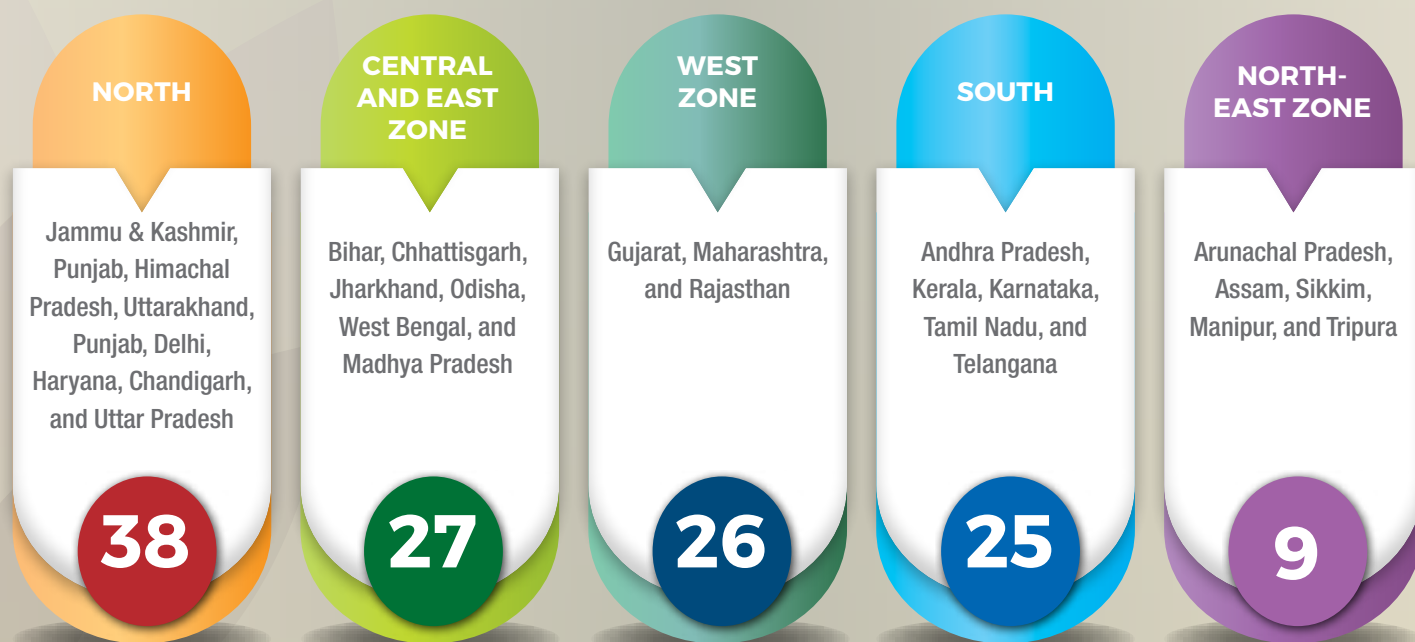 NORTH
Jammu & Kashmir,
Punjab, Himachal
Pradesh, Uttarakhand,
Punjab, Delhi,
Haryana, Chandigarh,
and Uttar Pradesh
38
CENTRAL
AND EAST
ZONE
Bihar, Chhattisgarh,
Jharkhand, Odisha,
West Bengal, and
Madhya Pradesh
27
WEST
ZONE
Gujarat, Maharashtra,
and Rajasthan
26
SOUTH
Andhra Pradesh,
Kerala, Karnataka,
Tamil Nadu, and
Telangana
25
NORTH-
EAST ZONE
Arunachal Pradesh,
Assam, Sikkim,
Manipur, and Tripura
9